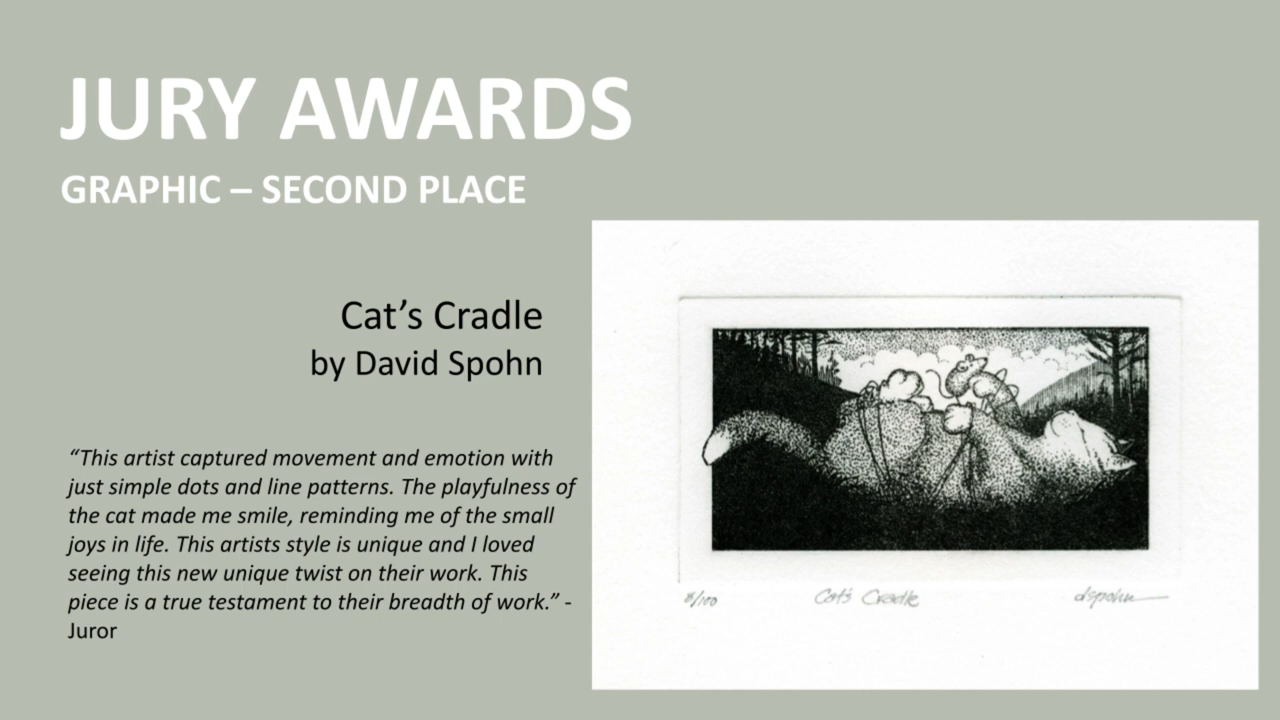 JURY AWARDS
GRAPHIC – SECOND PLACE
Cat’s Cradle
by David Spohn
“This artist captured movement and emotion with
just simple dots and line patterns. The playfulness of
the cat made me smile, reminding me of the small
joys in life. This artists style is unique and I loved
seeing this new unique twist on their work. This
piece is a true testament to their breadth of work.” -
Juror
Cat's Cradle
dspohn